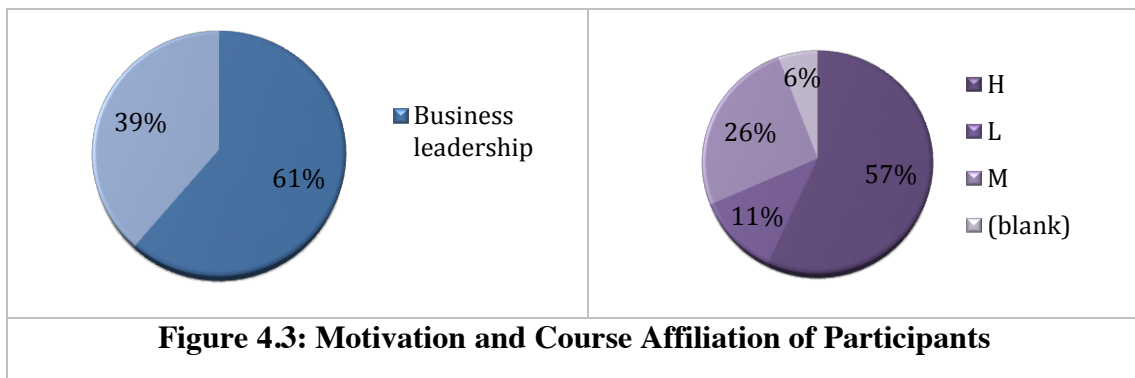 39%
61%
Business
leadership
6%
26%
11%
57%
H
L
M
(blank)
Figure 4.3: Motivation and Course Affiliation of Participants